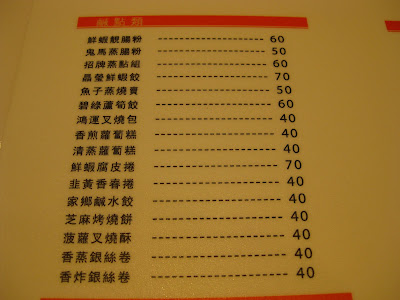 鹹點類
鮮蝦靚腸粉 60
鬼馬蒸腸粉 50
招牌蒸點組 60
晶瑩鮮蝦餃 70
魚子蒸燒賣 50
碧綠蘆筍餃 60
鴻運叉燒包 40
香煎蘿蔔糕 40
清蒸蘿蔔糕 40
鮮蝦腐皮捲 70
韭黃香春捲 40
家鄉鹹水餃 40
芝麻烤燒餅 40
菠蘿叉燒酥 40
香蒸銀絲卷 40
香炸銀絲卷 40